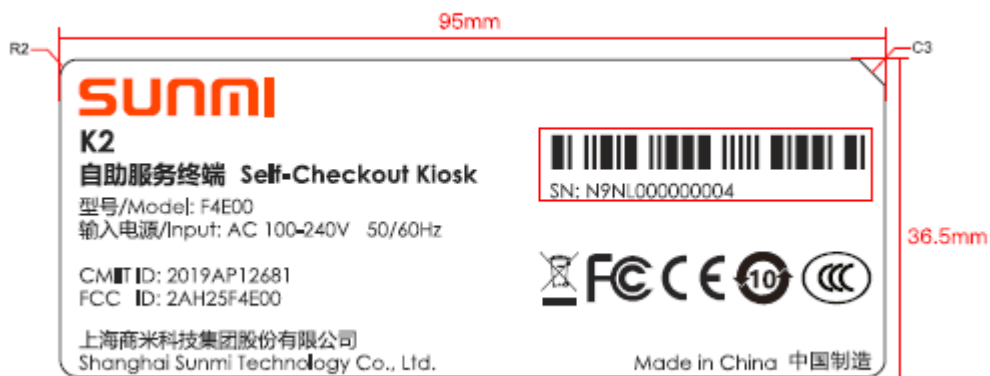 95mm
R2
C3
sunmi
K2
自助服务终端 Self-Checkout Kiosk
型号/Model: F4E00
输入电源/Input: AC 100-240V 50/60Hz
SN: N9NL000000004
36.5mm
CMIIT ID: 2019AP12681
FCC ID: 2AH25F4E00
FC CE 10 CCC
上海商米科技集团股份有限公司
Shanghai Sunmi Technology Co., Ltd.
Made in China 中国制造